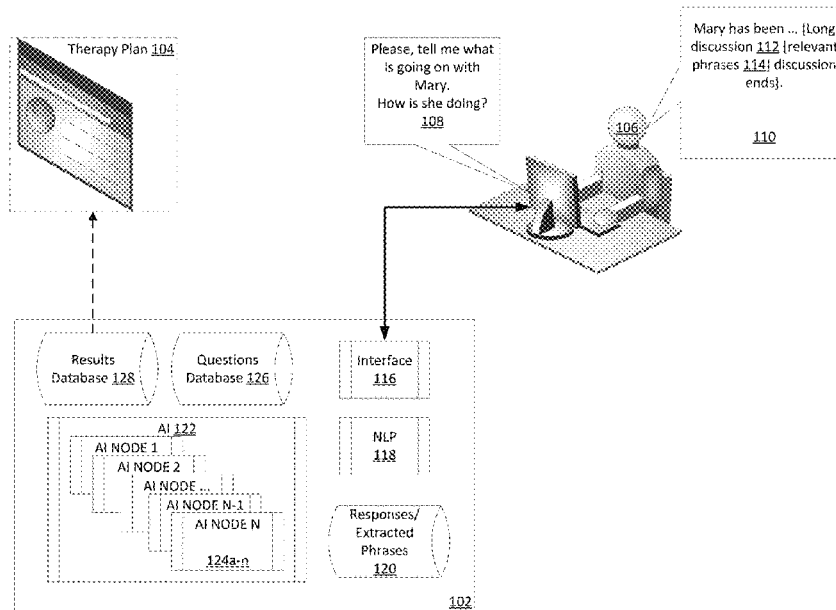 Therapy Plan 104
Please, tell me what
is going on with
Mary.
How is she doing?
108
Mary has been ... {Long
discussion 112 {relevant
phrases 114} discussion
ends}.
110
106
Results
Database 128
Questions
Database 126
Interface
116
AI 122
AI NODE 1
AI NODE 2
AI NODE ...
AI NODE N-1
AI NODE N
124a-n
NLP
118
Responses/
Extracted
Phrases
120
102